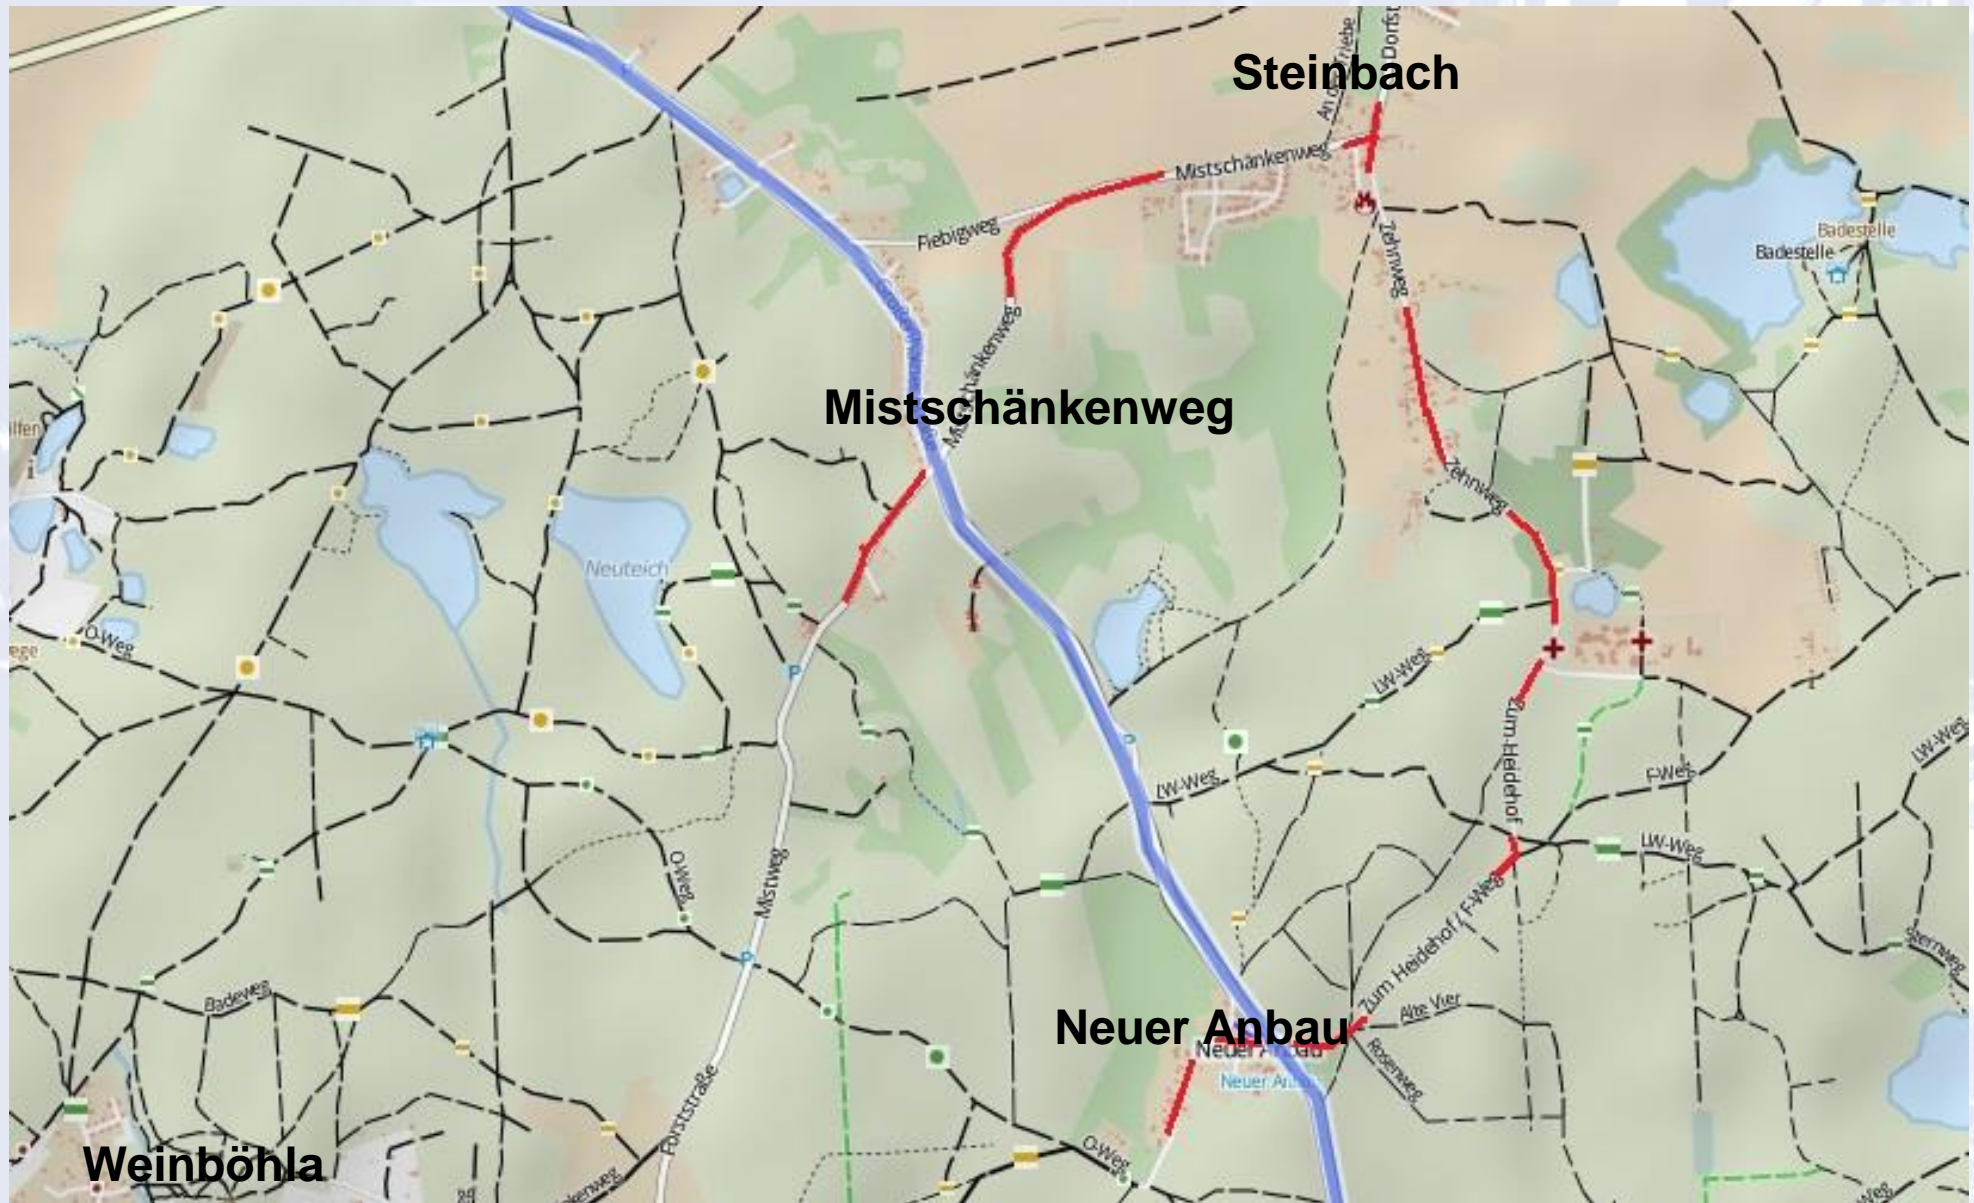 Steinbach
Mistschänkenweg
Fiebigweg
Zehnweg
Badestelle
Badestelle
Mistschänkenweg
Mistschänkenweg
i
Zehnweg
Neuteich
O-Weg
P
LW-Weg
Zum Heidehof
LW-Weg
P
LW-Weg
F-Weg
O-Weg
Mistweg
LW-Weg
P
Zum Heidehof / F-Weg
Badeweg
Alte Vier
Neuer Anbau
Neuer Anbau
Rosenweg
Forststraße
O-Weg
Weinböhla